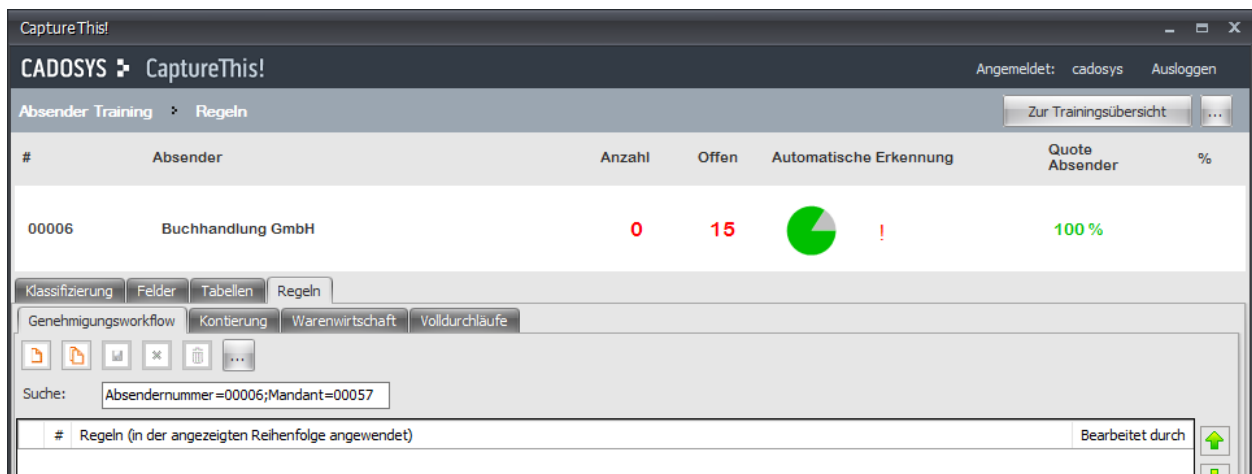 CaptureThis!
CADOSYS CaptureThis! Angemeldet: cadosys Ausloggen
Absender Training Regeln Zur Trainingsübersicht ...
# Absender Anzahl Offen Automatische Erkennung Quote Absender %
00006 Buchhandlung GmbH 0 15 ! 100 %
Klassifizierung Felder Tabellen Regeln
Genehmigungsworkflow Kontierung Warenwirtschaft Volldurchläufe
...
Suche: Absendernummer=00006;Mandant=00057
# Regeln (in der angezeigten Reihenfolge angewendet) Bearbeitet durch